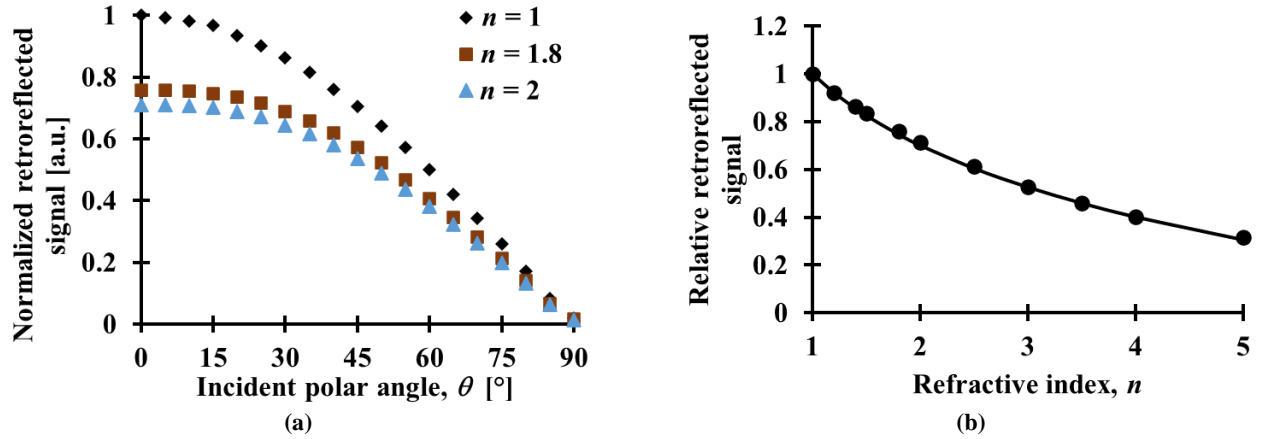 Normalized retroreflected
signal [a.u.]
1
0.8
0.6
0.4
0.2
0
0 15 30 45 60 75 90
Incident polar angle, θ [°]
n = 1
n = 1.8
n = 2
(a)
Relative retroreflected
signal
1.2
1
0.8
0.6
0.4
0.2
0
1 2 3 4 5
Refractive index, n
(b)